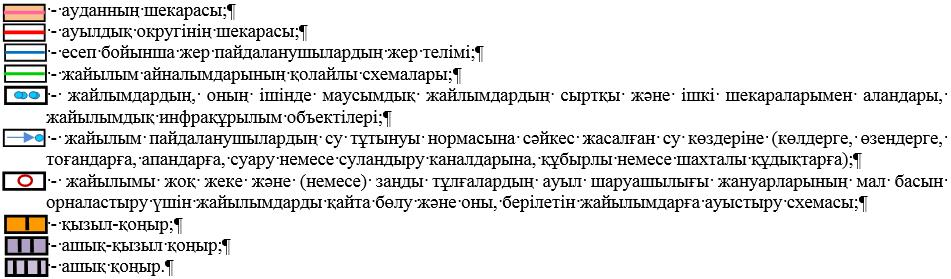 - ауданның шекарасы;¶
- ауылдық округінің шекарасы;¶
- есеп бойынша жер пайдаланушылардың жер телімі;¶
- жайылым айналымдарының қолайлы схемалары;¶
- жайлымдардың, оның ішінде маусымдық жайлымдардың сыртқы және ішкі шекараларымен алаңдары,
жайылымдық инфрақұрылым объектілері;¶
- жайылым пайдаланушылардың су тұтынуы нормасына сәйкес жасалған су көздеріне (көлдерге, өзендерге,
тоғандарға, апандарға, суару немесе суландыру каналдарына, құбырлы немесе шахталы құдықтарға);¶
- жайылымы жоқ жеке және (немесе) заңды тұлғалардың ауыл шаруашылығы жануарларының мал басын
орналастыру үшін жайылымдарды қайта бөлу және оны, берілетін жайылымдарға ауыстыру схемасы;¶
- қызыл-қоңыр;¶
- ашық-қызыл қоңыр;¶
- ашық қоңыр.¶